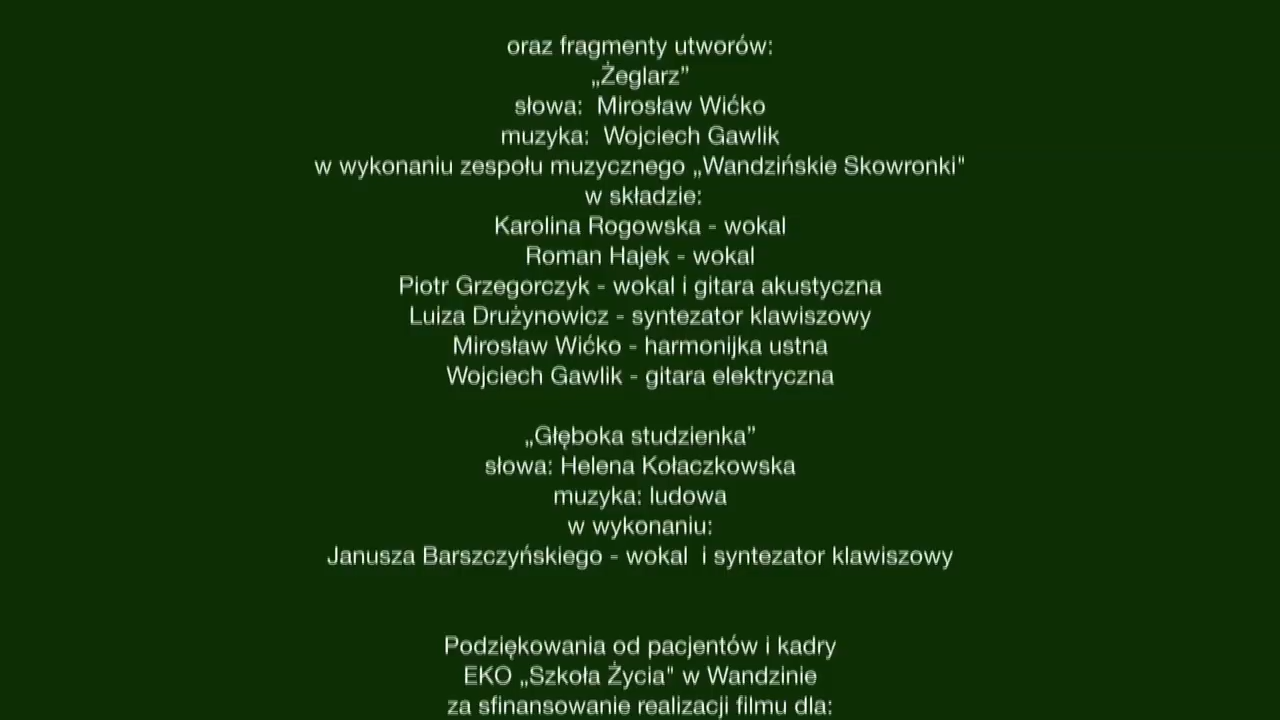 oraz fragmenty utworów:
„Żeglarz”
słowa:  Mirosław Wićko
muzyka:  Wojciech Gawlik
w wykonaniu zespołu muzycznego „Wandzińskie Skowronki"
w składzie:
Karolina Rogowska - wokal
Roman Hajek - wokal
Piotr Grzegorczyk - wokal i gitara akustyczna
Luiza Drużynowicz - syntezator klawiszowy
Mirosław Wićko - harmonijka ustna
Wojciech Gawlik - gitara elektryczna
„Głęboka studzienka”
słowa: Helena Kołaczkowska
muzyka: ludowa
w wykonaniu:
Janusza Barszczyńskiego - wokal  i syntezator klawiszowy
Podziękowania od pacjentów i kadry
EKO „Szkoła Życia" w Wandzinie
za sfinansowanie realizacji filmu dla: